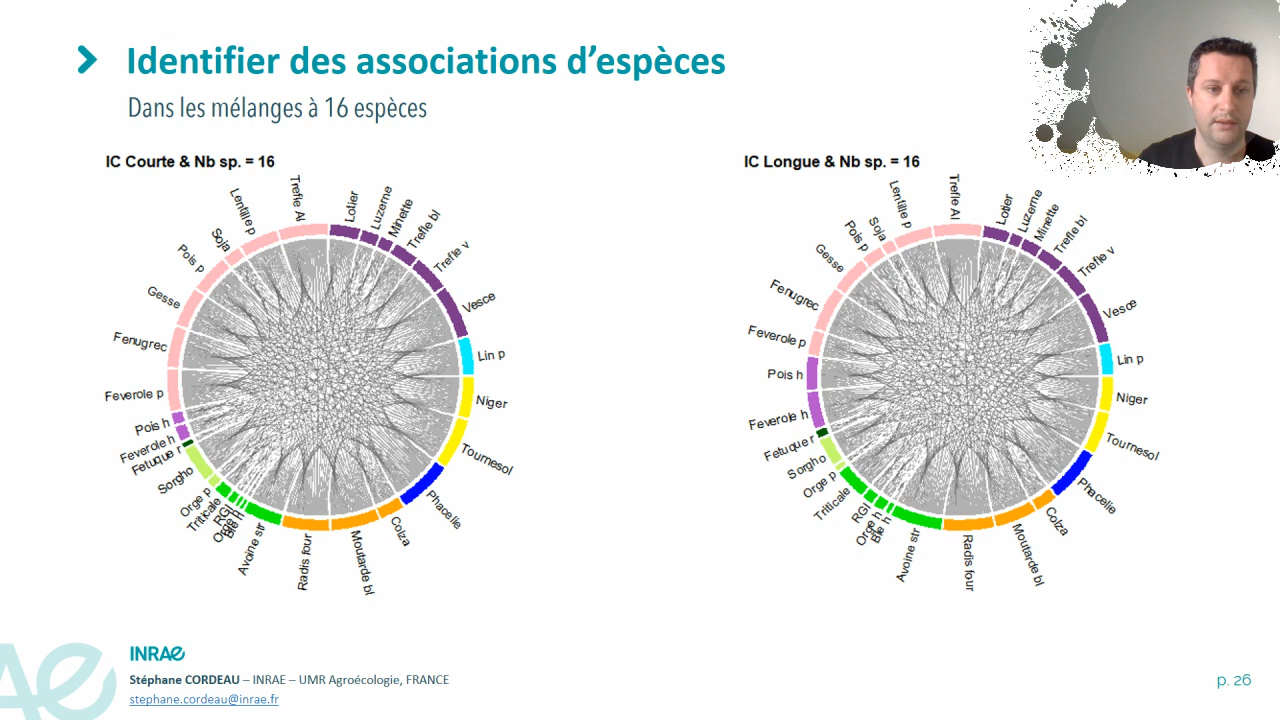 Identifier des associations d'espèces
Dans les mélanges à 16 espèces
IC Courte & Nb sp. = 16
Trefle Al
Lotier
Luzerne
Minette
Trefle bl
Trefle v
Vesce
Lin p
Niger
Tournesol
Phacelie
Colza
Moutarde bl
Radis four
Avoine str
Ble h
Orge h
RGI
Triticale
Orge p
Sorgho
Fetuque r
Feverole h
Pois h
Feverole p
Fenugrec
Gesse
Pois p
Soja
Lentille p
IC Longue & Nb sp. = 16
Trefle Al
Lotier
Luzerne
Minette
Trefle bl
Trefle v
Vesce
Lin p
Niger
Tournesol
Phacelie
Colza
Moutarde bl
Radis four
Avoine str
Ble h
Orge h
RGI
Triticale
Orge p
Sorgho
Fetuque r
Feverole h
Pois h
Feverole p
Fenugrec
Gesse
Pois p
Soja
Lentille p
INRAE
Stéphane CORDEAU – INRAE – UMR Agroécologie, FRANCE
stephane.cordeau@inrae.fr
p. 26